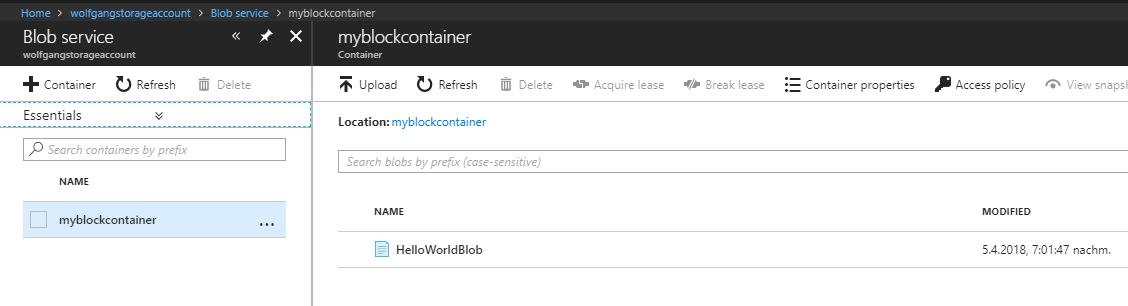 Home > wolfgangstorageaccount > Blob service > myblockcontainer
Blob service
wolfgangstorageaccount
Container Refresh Delete
Essentials
Search containers by prefix
NAME
myblockcontainer ...
myblockcontainer
Container
Upload Refresh Delete Acquire lease Break lease Container properties Access policy View snaps
Location: myblockcontainer
Search blobs by prefix (case-sensitive)
NAME MODIFIED
HelloWorldBlob 5.4.2018, 7:01:47 nachm.